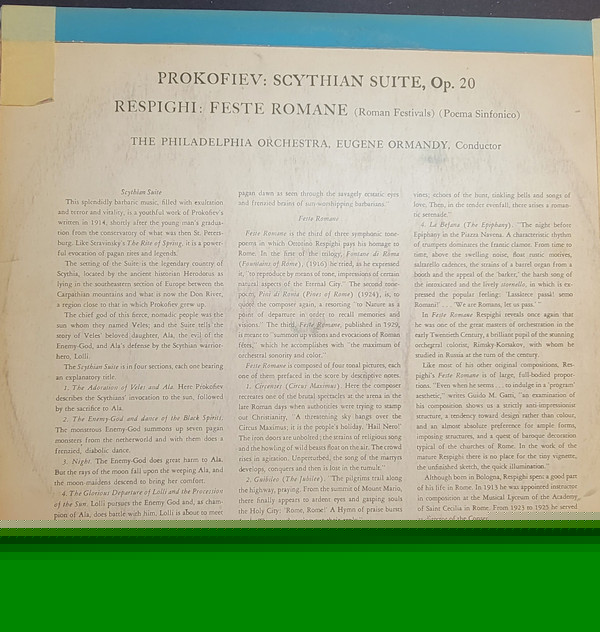 PROKOFIEV: SCYTHIAN SUITE, Op. 20
RESPIGHI: FESTE ROMANE (Roman Festivals) (Poema Sinfonico)
THE PHILADELPHIA ORCHESTRA, EUGENE ORMANDY, Conductor
Scythian Suite
This splendidly barbaric music, filled with exultation
and terror and vitality, is a youthful work of Prokofiev's
written in 1914, shortly after the young man's gradua-
tion from the conservatory of what was then St. Peters-
burg. Like Stravinsky's The Rite of Spring, it is a power-
ful evocation of pagan rites and legends.
The setting of the Suite is the legendary country of
Scythia, located by the ancient historian Herodotus as
lying in the southeastern section of Europe between the
Carpathian mountains and what is now the Don River,
a region close to that in which Prokofiev grew up.
The chief god of this fierce, nomadic people was the
sun whom they named Veles; and the Suite tells the
story of Veles' beloved daughter, Ala, the evil of the
Enemy-God, and Ala's defense by the Scythian warrior-
hero, Lolli.
The Scythian Suite is in four sections, each one bearing
an explanatory title.
1. The Adoration of Veles and Ala. Here Prokofiev
describes the Scythians' invocation to the sun, followed
by the sacrifice to Ala.
2. The Enemy-God and dance of the Black Spirits.
The monstrous Enemy-God summons up seven pagan
monsters from the netherworld and with them does a
frenzied, diabolic dance.
3. Night. The Enemy-God does great harm to Ala.
But the rays of the moon fall upon the weeping Ala, and
the moon-maidens descend to bring her comfort.
4. The Glorious Departure of Lolli and the Procession
of the Sun. Lolli pursues the Enemy-God and, as cham-
pion of Ala, does battle with him. Lolli is about to meet
pagan dawn as seen through the savagely ecstatic eyes
and frenzied brains of sun-worshipping barbarians."
Feste Romane
Feste Romane is the third of three symphonic tone-
poems in which Ottorino Respighi pays his homage to
Rome. In the first of the trilogy, Fontane di Roma
(Fountains of Rome), (1916) he tried, as he expressed
it, "to reproduce by means of tone, impressions of certain
natural aspects of the Eternal City." The second tone-
poem, Pini di Roma (Pines of Rome) (1924), is, to
quote the composer again, a resorting "to Nature as a
point of departure in order to recall memories and
visions." The third, Feste Romane, published in 1929,
is meant to "summon up visions and evocations of Roman
fêtes," which he accomplishes with "the maximum of
orchestral sonority and color."
Feste Romane is composed of four tonal pictures, each
one of them prefaced in the score by descriptive notes.
1. Circenses (Circus Maximus). Here the composer
recreates one of the brutal spectacles at the arena in the
late Roman days when authorities were trying to stamp
out Christianity. "A threatening sky hangs over the
Circus Maximus; it is the people's holiday. 'Hail Nero!'
The iron doors are unbolted; the strains of religious song
and the bowling of wild beasts float on the air. The crowd
rises in agitation. Unperturbed, the song of the martyrs
develops, conquers and then is lost in the tumult."
2. Giubileo (The Jubilee). "The pilgrims trail along
the highway, praying. From the summit of Mount Mario,
there finally appears to ardent eyes and gasping souls
the Holy City: 'Rome, Rome!' A Hymn of praise bursts
vines; echoes of the hunt, tinkling bells and songs of
love. Then, in the tender evenfall, there arises a roman-
tic serenade."
4. La Befana (The Epiphany). "The night before
Epiphany in the Piazza Navona. A characteristic rhythm
of trumpets dominates the frantic clamor. From time to
time, above the swelling noise, float rustic motives,
saltarello cadenzas, the strains of a barrel organ from a
booth and the appeal of the 'barker,' the harsh song of
the intoxicated and the lively stornello, in which is ex-
pressed the popular feeling: 'Lassàtece passà! semo
Romani!' . . . 'We are Romans, let us pass.'"
In Feste Romane Respighi reveals once again that
he was one of the great masters of orchestration in the
early Twentieth Century, a brilliant pupil of the stunning
orchestral colorist, Rimsky-Korsakov, with whom he
studied in Russia at the turn of the century.
Like most of his other original compositions, Res-
pighi's Feste Romane is of large, full-bodied propor-
tions. "Even when he seems . . . to indulge in a 'program'
aesthetic," writes Guido M. Gatti, "an examination of
his composition shows us a strictly anti-impressionist
structure, a tendency toward design rather than colour,
and an almost absolute preference for ample forms,
imposing structures, and a quest of baroque decoration
typical of the churches in Rome. In the work of the
mature Respighi there is no place for the tiny vignette,
the unfinished sketch, the quick illumination."
Although born in Bologna, Respighi spent a good part
of his life in Rome. In 1913 he was appointed instructor
in composition at the Musical Lyceum of the Academy
of Saint Cecilia in Rome. From 1923 to 1925 he served